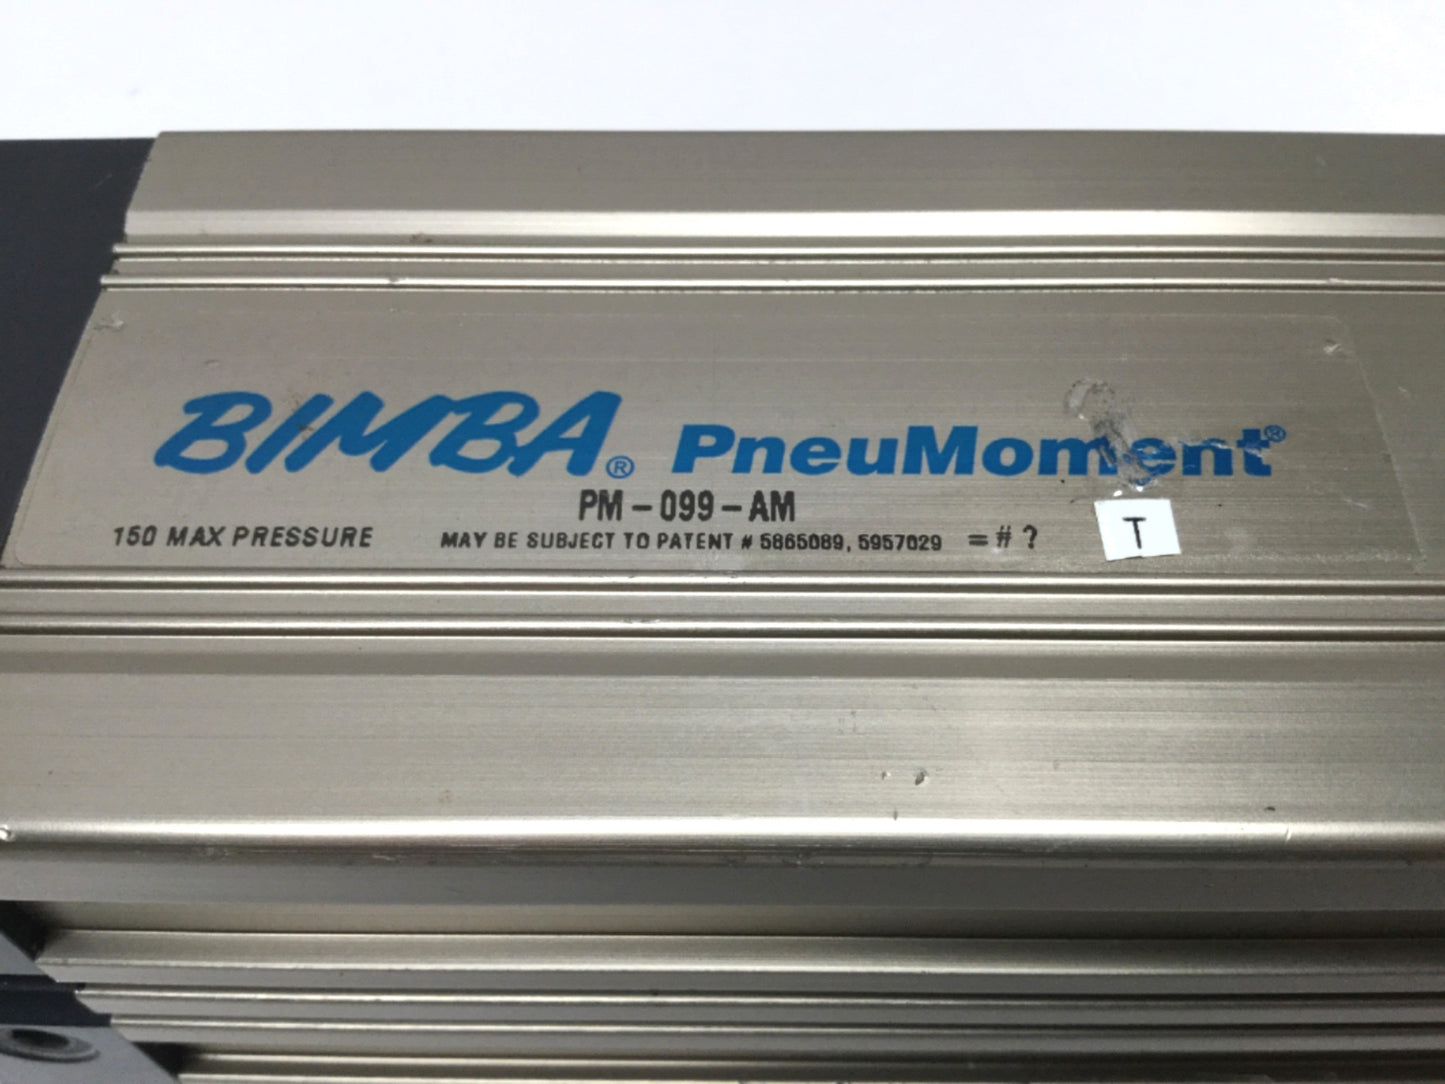 BIMBA® PneuMoment®
PM-099-AM
150 MAX PRESSURE MAY BE SUBJECT TO PATENT # 5865089, 5957029 = # ? T